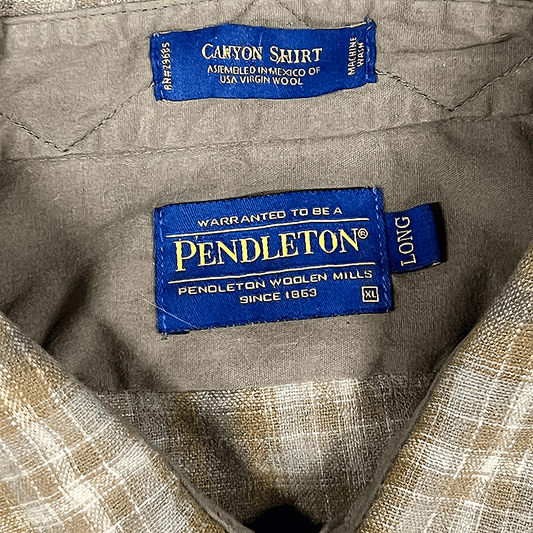 CANYON SHIRT
ASSEMBLED IN MEXICO OF
USA VIRGIN WOOL
RN#29685
MACHINE
WASH
WARRANTED TO BE A
PENDLETON®
PENDLETON WOOLEN MILLS
SINCE 1863
XL
LONG